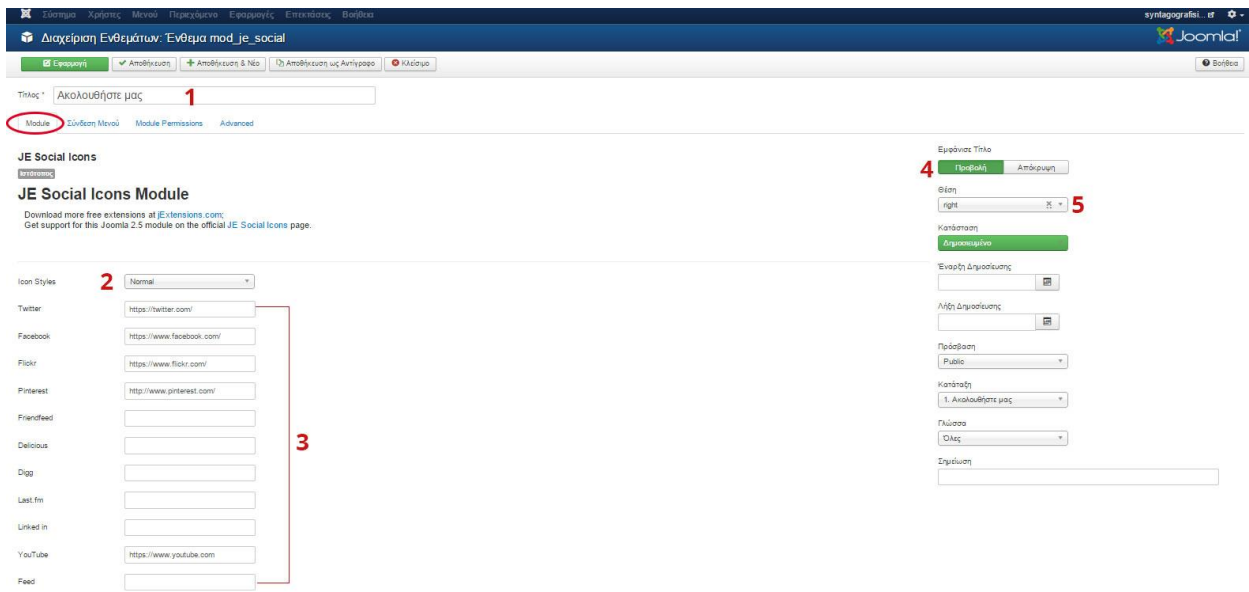 Σύστημα Χρήστες Μενού Περιεχόμενο Εφαρμογές Επεκτάσεις Βοήθεια syntagografisi...
Διαχείριση Ενθεμάτων: Ένθεμα mod_je_social Joomla!
Εφαρμογή Αποθήκευση Αποθήκευση & Νέο Αποθήκευση ως Αντίγραφο Κλείσιμο Βοήθεια
Τίτλος * Ακολουθήστε μας 1
Module Σύνδεση Μενού Module Permissions Advanced
JE Social Icons
Ιστότοπος
JE Social Icons Module
Download more free extensions at jExtensions.com;
Get support for this Joomla 2.5 module on the official JE Social Icons page.
Icon Styles 2 Normal
Twitter https://twitter.com/
Facebook https://www.facebook.com/
Flickr https://www.flickr.com/
Pinterest http://www.pinterest.com/
Friendfeed
Delicious
3
Digg
Last.fm
Linked in
YouTube https://www.youtube.com
Feed
Εμφάνισε Τίτλο
4 Προβολή Απόκρυψη
Θέση
right 5
Κατάσταση
Δημοσιευμένο
Έναρξη Δημοσίευσης
Λήξη Δημοσίευσης
Πρόσβαση
Public
Κατάταξη
1. Ακολουθήστε μας
Γλώσσα
Όλες
Σημείωση